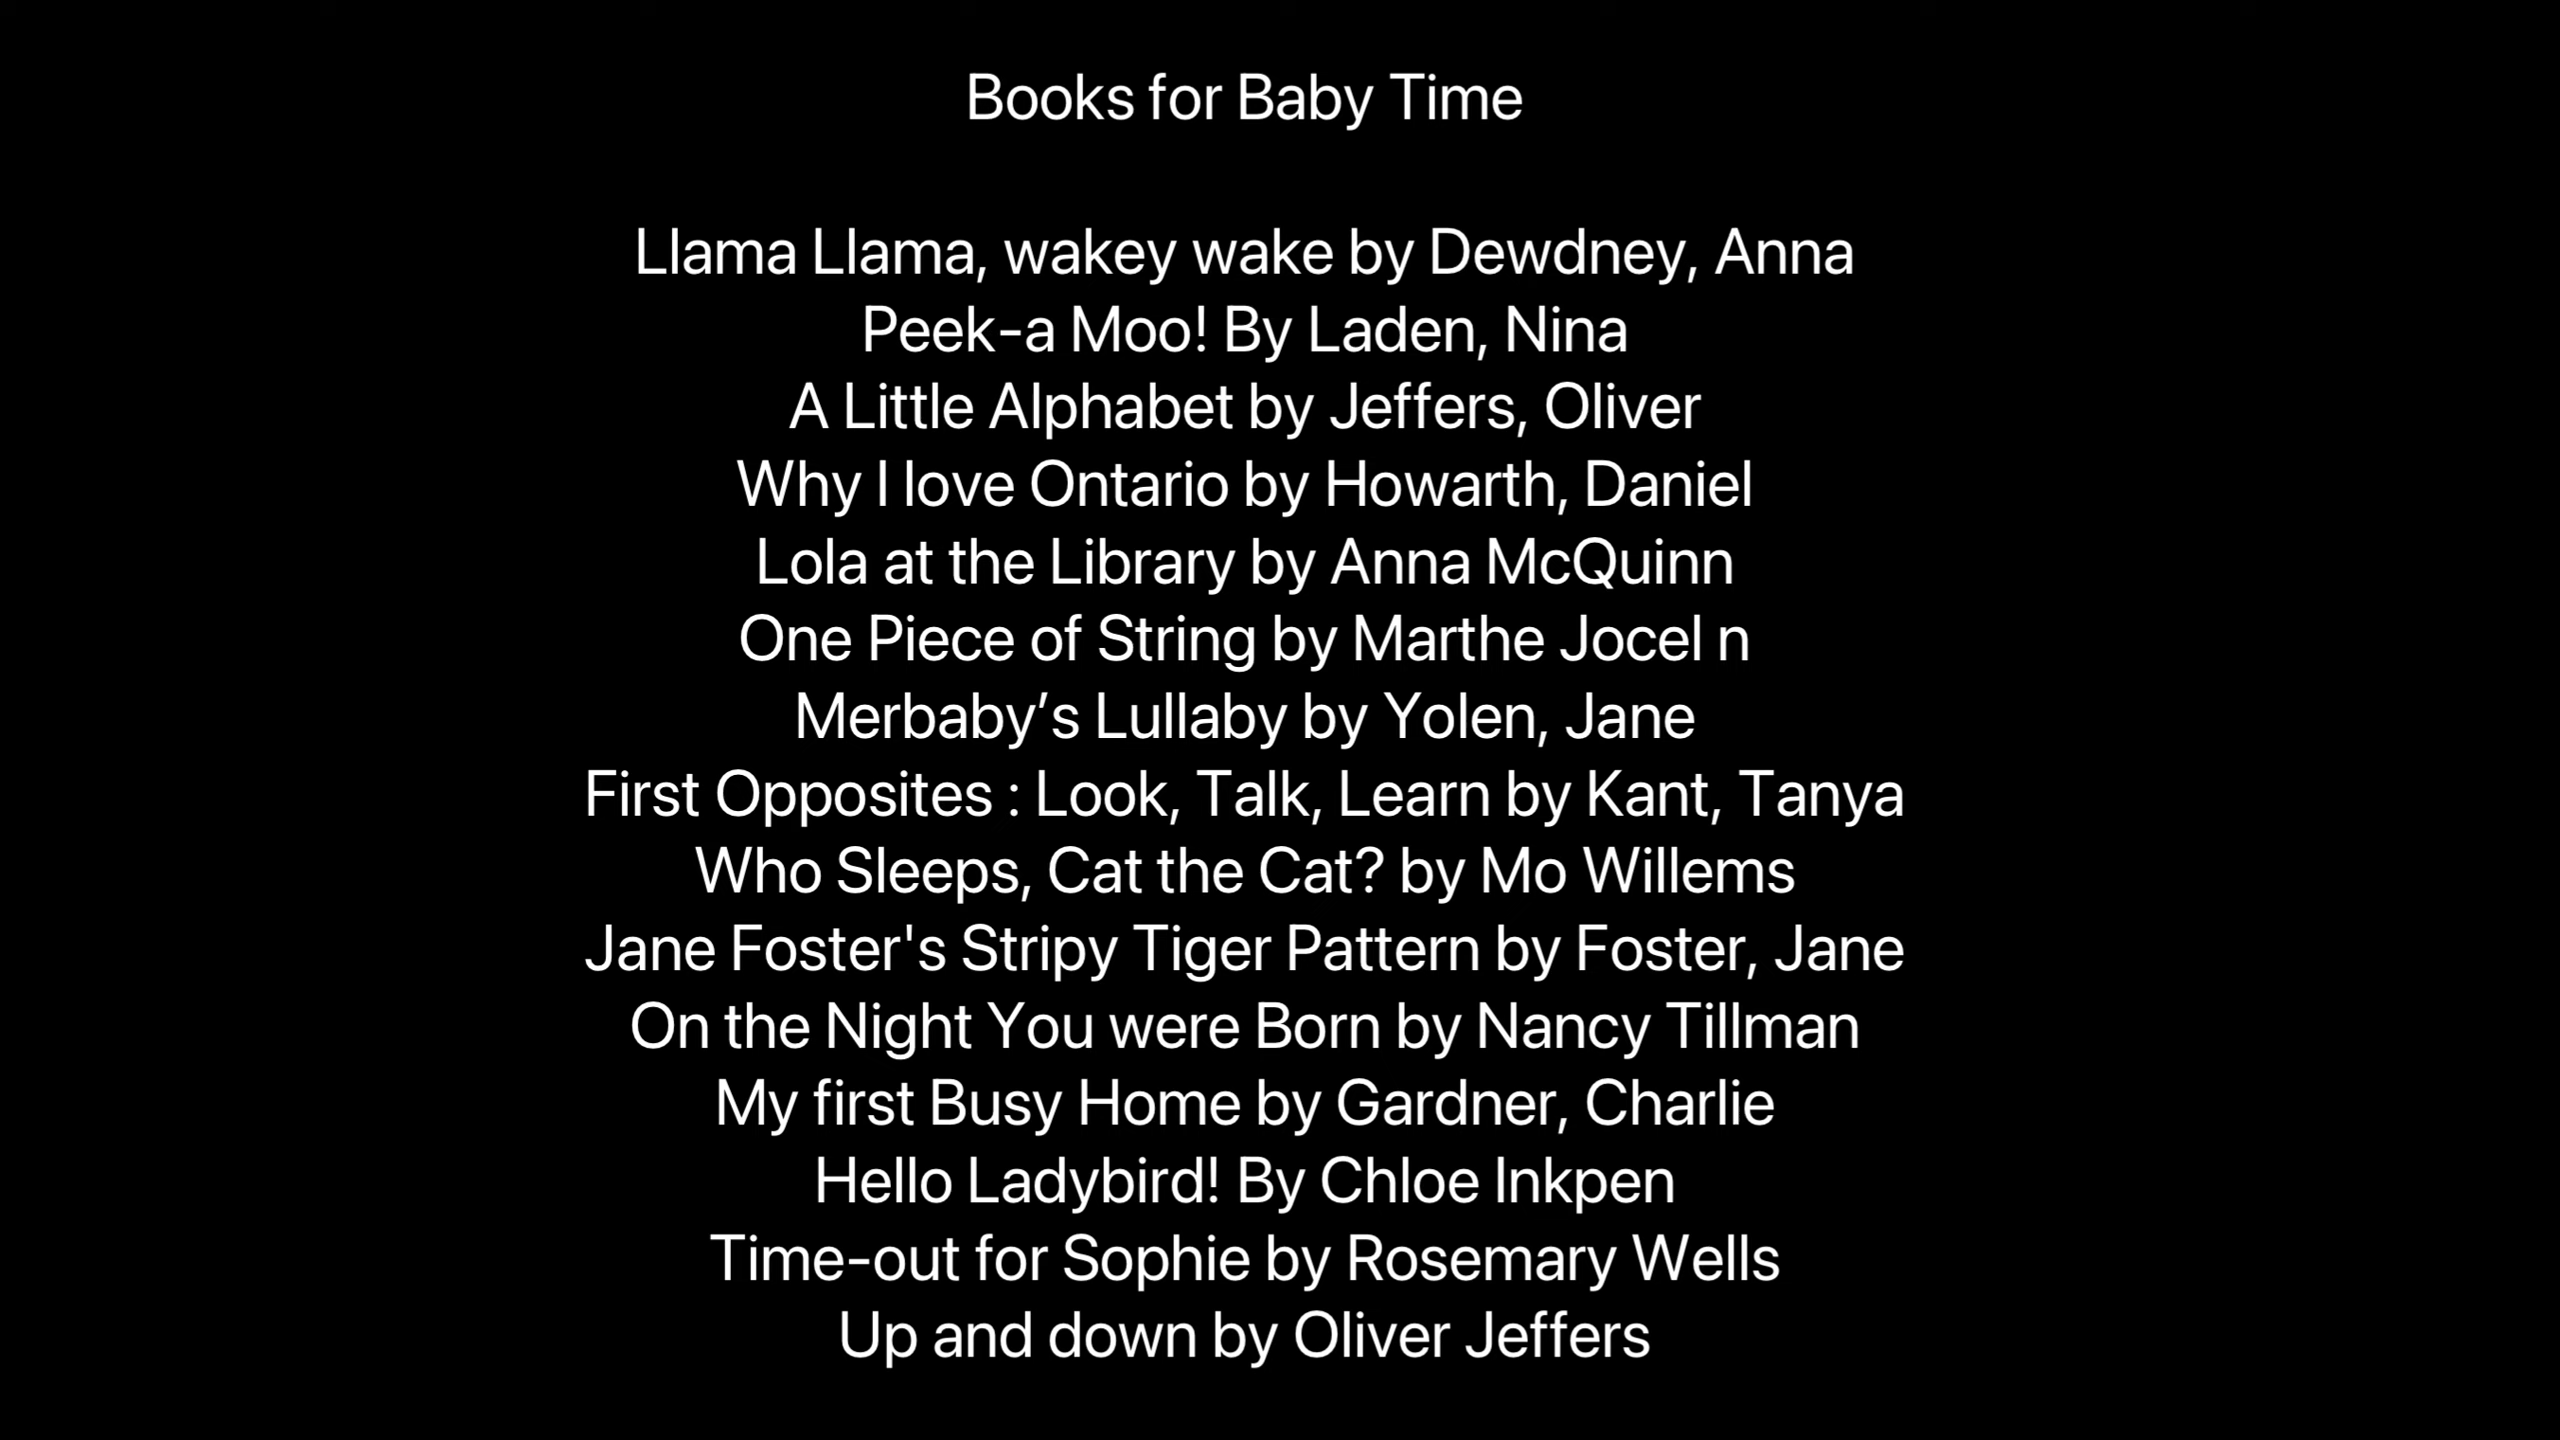 Books for Baby Time
Llama Llama, wakey wake by Dewdney, Anna
Peek-a Moo! By Laden, Nina
A Little Alphabet by Jeffers, Oliver
Why I love Ontario by Howarth, Daniel
Lola at the Library by Anna McQuinn
One Piece of String by Marthe Jocel n
Merbaby’s Lullaby by Yolen, Jane
First Opposites : Look, Talk, Learn by Kant, Tanya
Who Sleeps, Cat the Cat? by Mo Willems
Jane Foster's Stripy Tiger Pattern by Foster, Jane
On the Night You were Born by Nancy Tillman
My first Busy Home by Gardner, Charlie
Hello Ladybird! By Chloe Inkpen
Time-out for Sophie by Rosemary Wells
Up and down by Oliver Jeffers